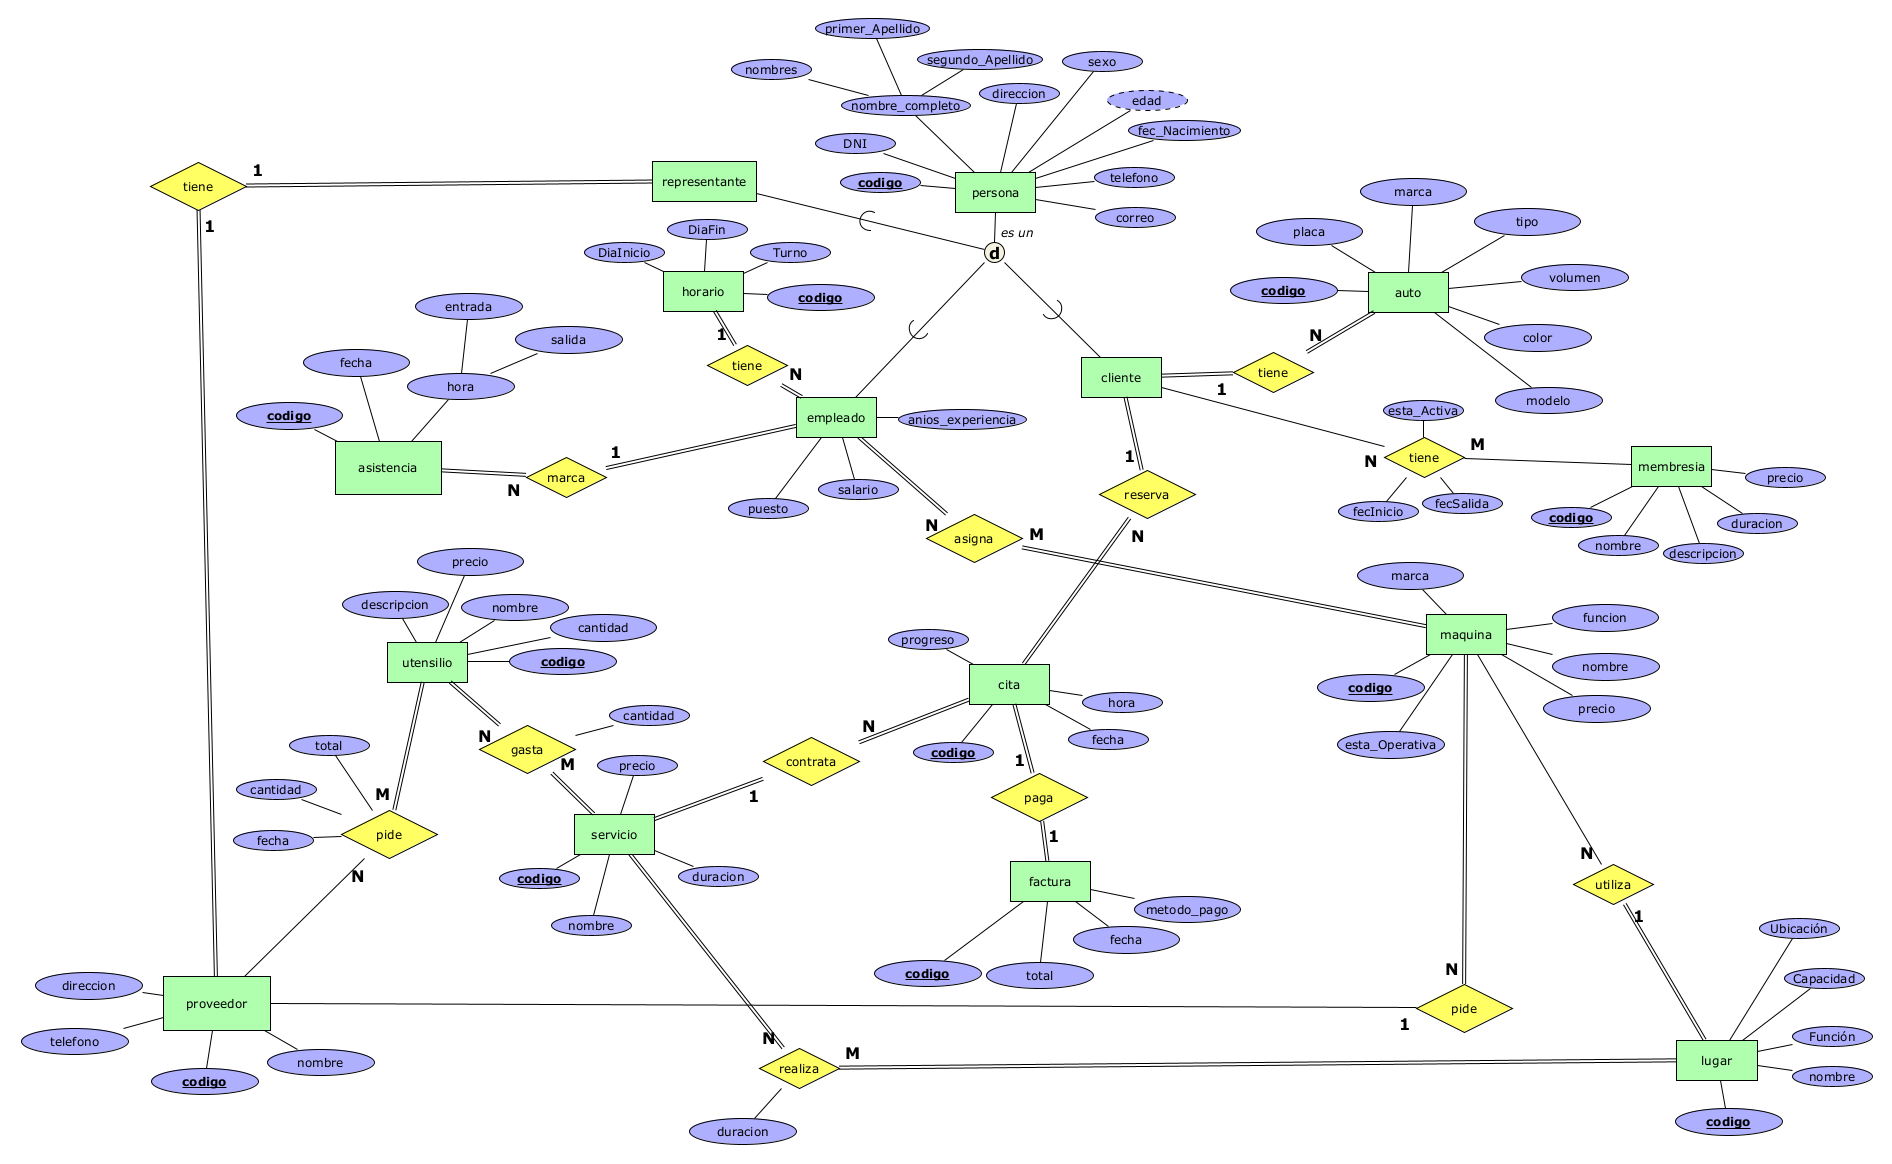 primer_Apellido
segundo_Apellido
sexo
nombres
direccion
edad
nombre_completo
fec_Nacimiento
DNI
telefono
codigo
persona
correo
es un
d
1
tiene
1
representante
DiaFin
DiaInicio
Turno
horario
codigo
1
tiene
N
marca
placa
tipo
codigo
auto
volumen
color
modelo
N
tiene
1
cliente
entrada
salida
fecha
hora
codigo
asistencia
N
marca
1
empleado
anios_experiencia
salario
puesto
esta_Activa
N
tiene
M
fecInicio
fecSalida
membresia
precio
codigo
nombre
descripcion
duracion
1
reserva
N
N
asigna
M
marca
maquina
funcion
nombre
codigo
precio
esta_Operativa
precio
descripcion
nombre
cantidad
utensilio
codigo
progreso
cita
hora
codigo
fecha
N
contrata
1
cantidad
N
gasta
M
total
cantidad
fecha
M
pide
N
precio
servicio
codigo
duracion
nombre
1
paga
1
factura
metodo_pago
fecha
codigo
total
N
utiliza
1
Ubicación
Capacidad
Función
nombre
lugar
codigo
N
pide
1
direccion
proveedor
telefono
nombre
codigo
N
realiza
M
duracion